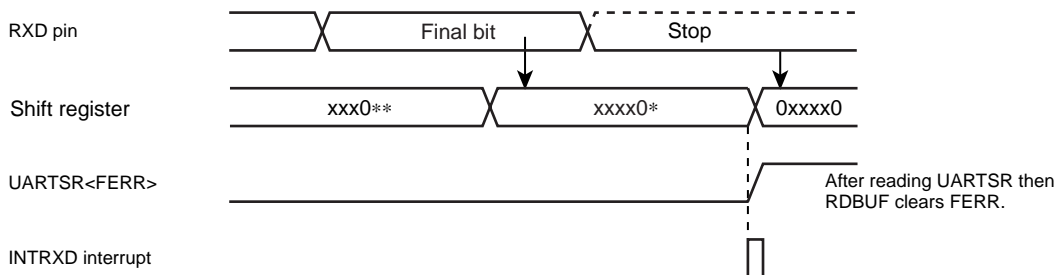 RXD pin
Final bit
Stop
Shift register
xxx0**
xxxx0*
0xxxx0
UARTSR<FERR>
After reading UARTSR then
RDBUF clears FERR.
INTRXD interrupt